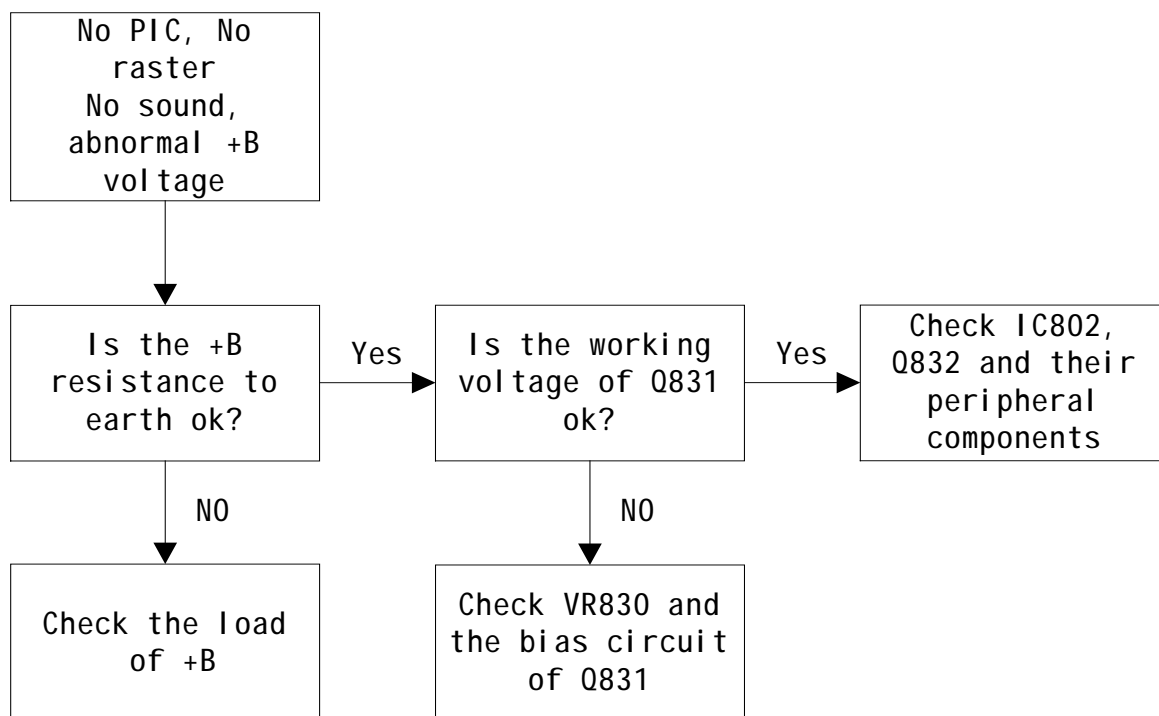 No PIC, No
raster
No sound,
abnormal +B
voltage
Is the +B
resistance to
earth ok?
Yes
Is the working
voltage of Q831
ok?
Yes
Check IC802,
Q832 and their
peripheral
components
NO
NO
Check the load
of +B
Check VR830 and
the bias circuit
of Q831